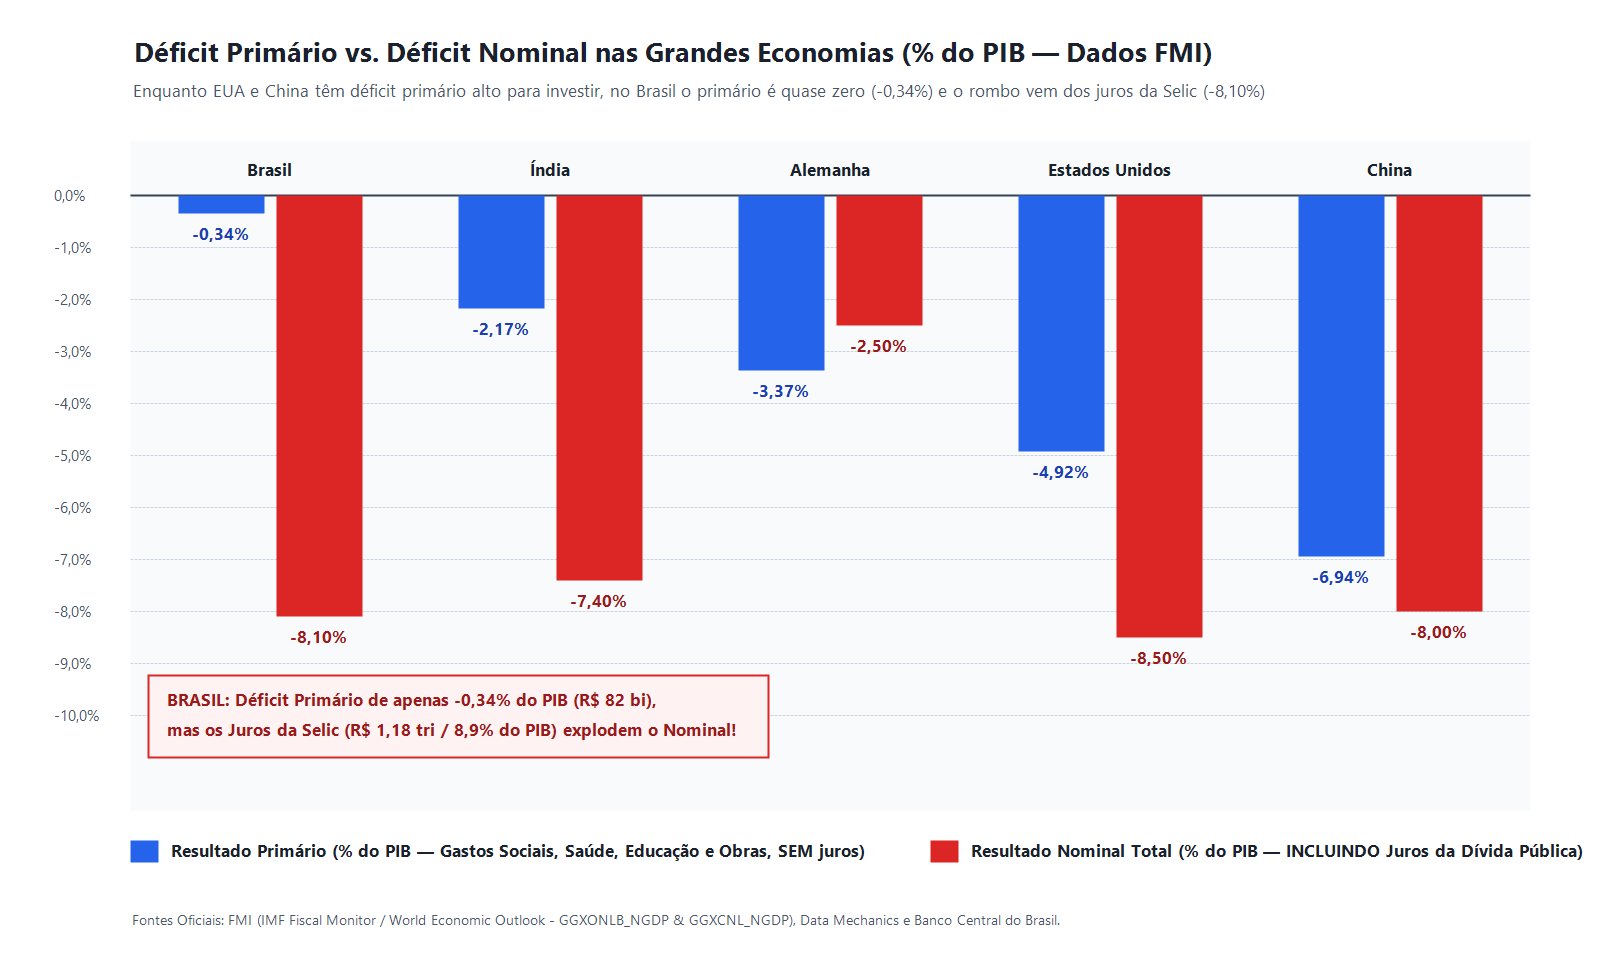 Déficit Primário vs. Déficit Nominal nas Grandes Economias (% do PIB — Dados FMI)
Enquanto EUA e China têm déficit primário alto para investir, no Brasil o primário é quase zero (-0,34%) e o rombo vem dos juros da Selic (-8,10%)
Brasil
Índia
Alemanha
Estados Unidos
China
0,0%
-1,0%
-2,0%
-3,0%
-4,0%
-5,0%
-6,0%
-7,0%
-8,0%
-9,0%
-10,0%
-0,34%
-8,10%
-2,17%
-7,40%
-3,37%
-2,50%
-4,92%
-8,50%
-6,94%
-8,00%
BRASIL: Déficit Primário de apenas -0,34% do PIB (R$ 82 bi),
mas os Juros da Selic (R$ 1,18 tri / 8,9% do PIB) explodem o Nominal!
Resultado Primário (% do PIB — Gastos Sociais, Saúde, Educação e Obras, SEM juros)
Resultado Nominal Total (% do PIB — INCLUINDO Juros da Dívida Pública)
Fontes Oficiais: FMI (IMF Fiscal Monitor / World Economic Outlook - GGXONLB_NGDP & GGXCNL_NGDP), Data Mechanics e Banco Central do Brasil.